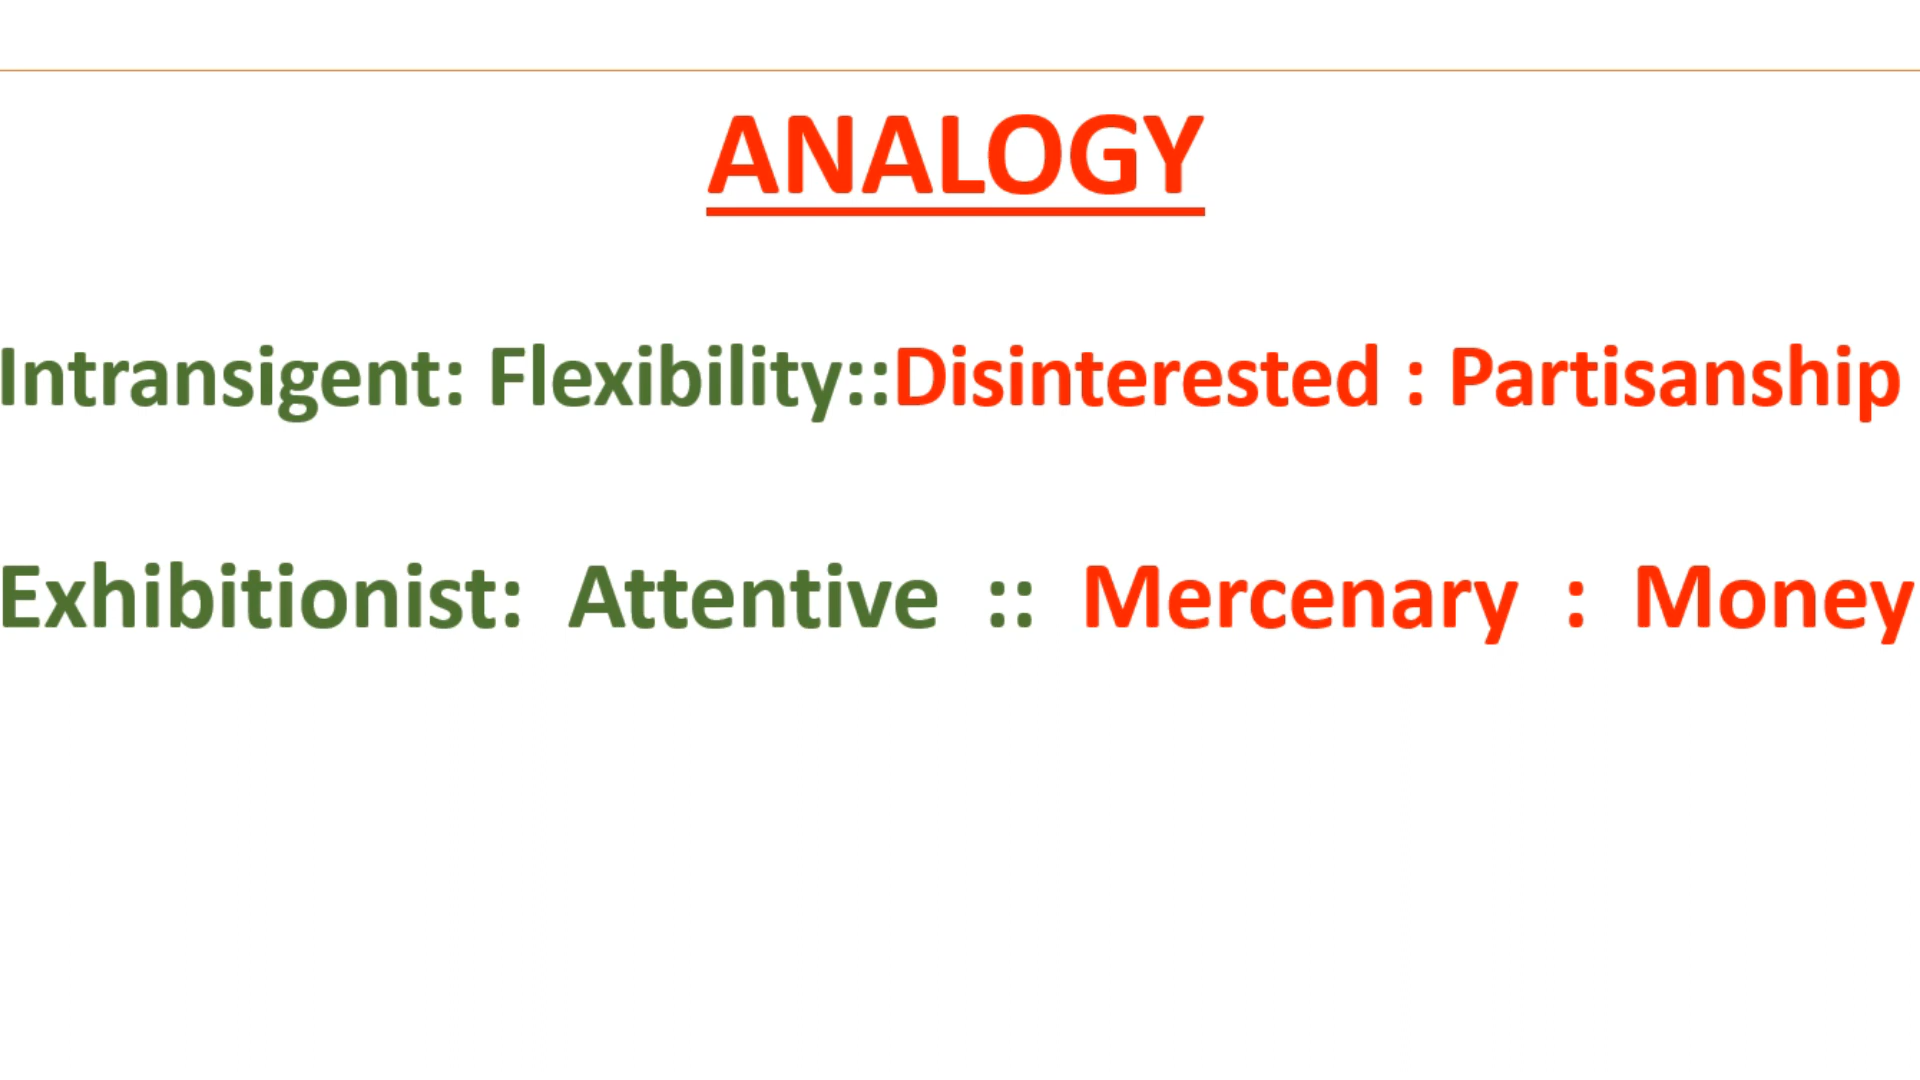 ANALOGY
Intransigent: Flexibility::Disinterested : Partisanship
Exhibitionist: Attentive :: Mercenary : Money